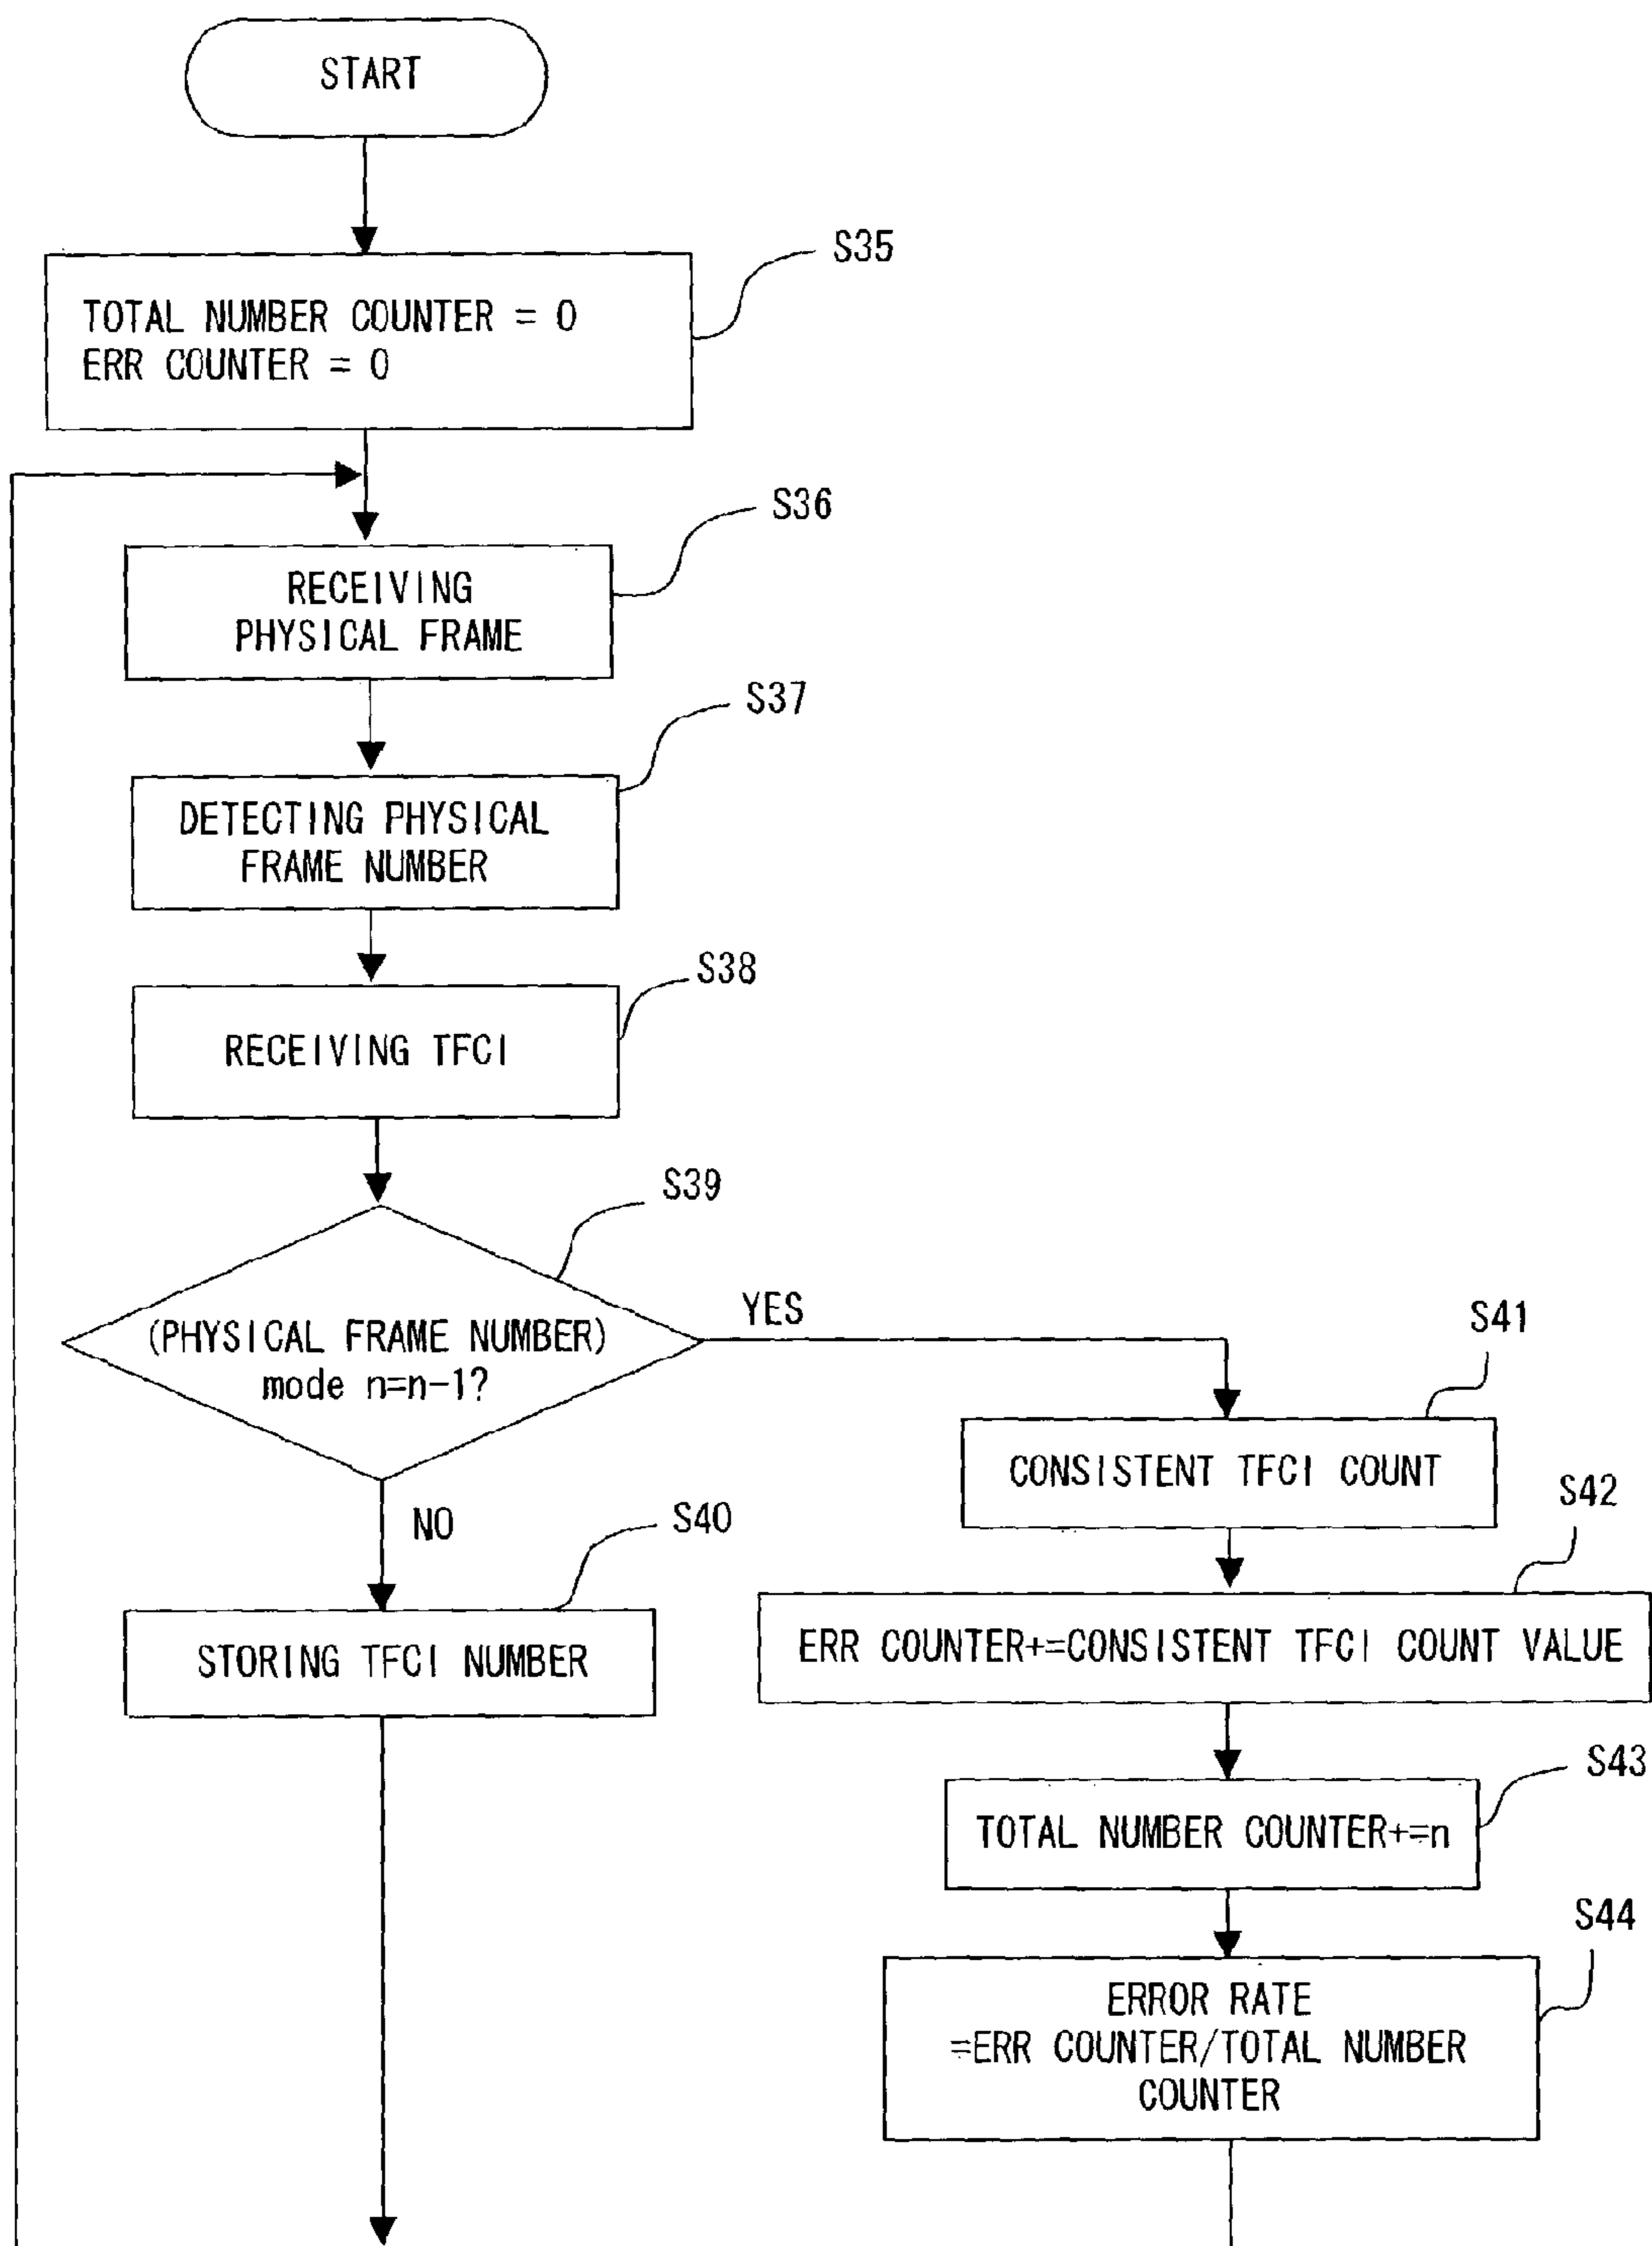 START
S35
TOTAL NUMBER COUNTER = 0
ERR COUNTER = 0
S36
RECEIVING
PHYSICAL FRAME
S37
DETECTING PHYSICAL
FRAME NUMBER
S38
RECEIVING TFCI
S39
(PHYSICAL FRAME NUMBER)
mode n=n-1?
YES
NO
S40
STORING TFCI NUMBER
S41
CONSISTENT TFCI COUNT
S42
ERR COUNTER+=CONSISTENT TFCI COUNT VALUE
S43
TOTAL NUMBER COUNTER+=n
S44
ERROR RATE
=ERR COUNTER/TOTAL NUMBER
COUNTER